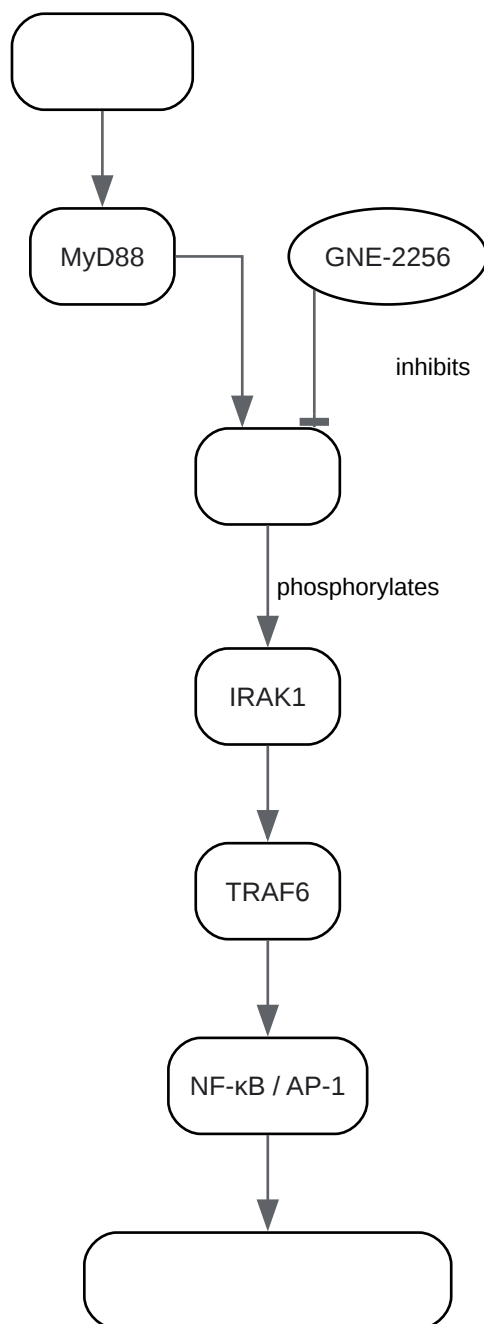 MyD88
GNE-2256
inhibits
phosphorylates
IRAK1
TRAF6
NF-κB / AP-1